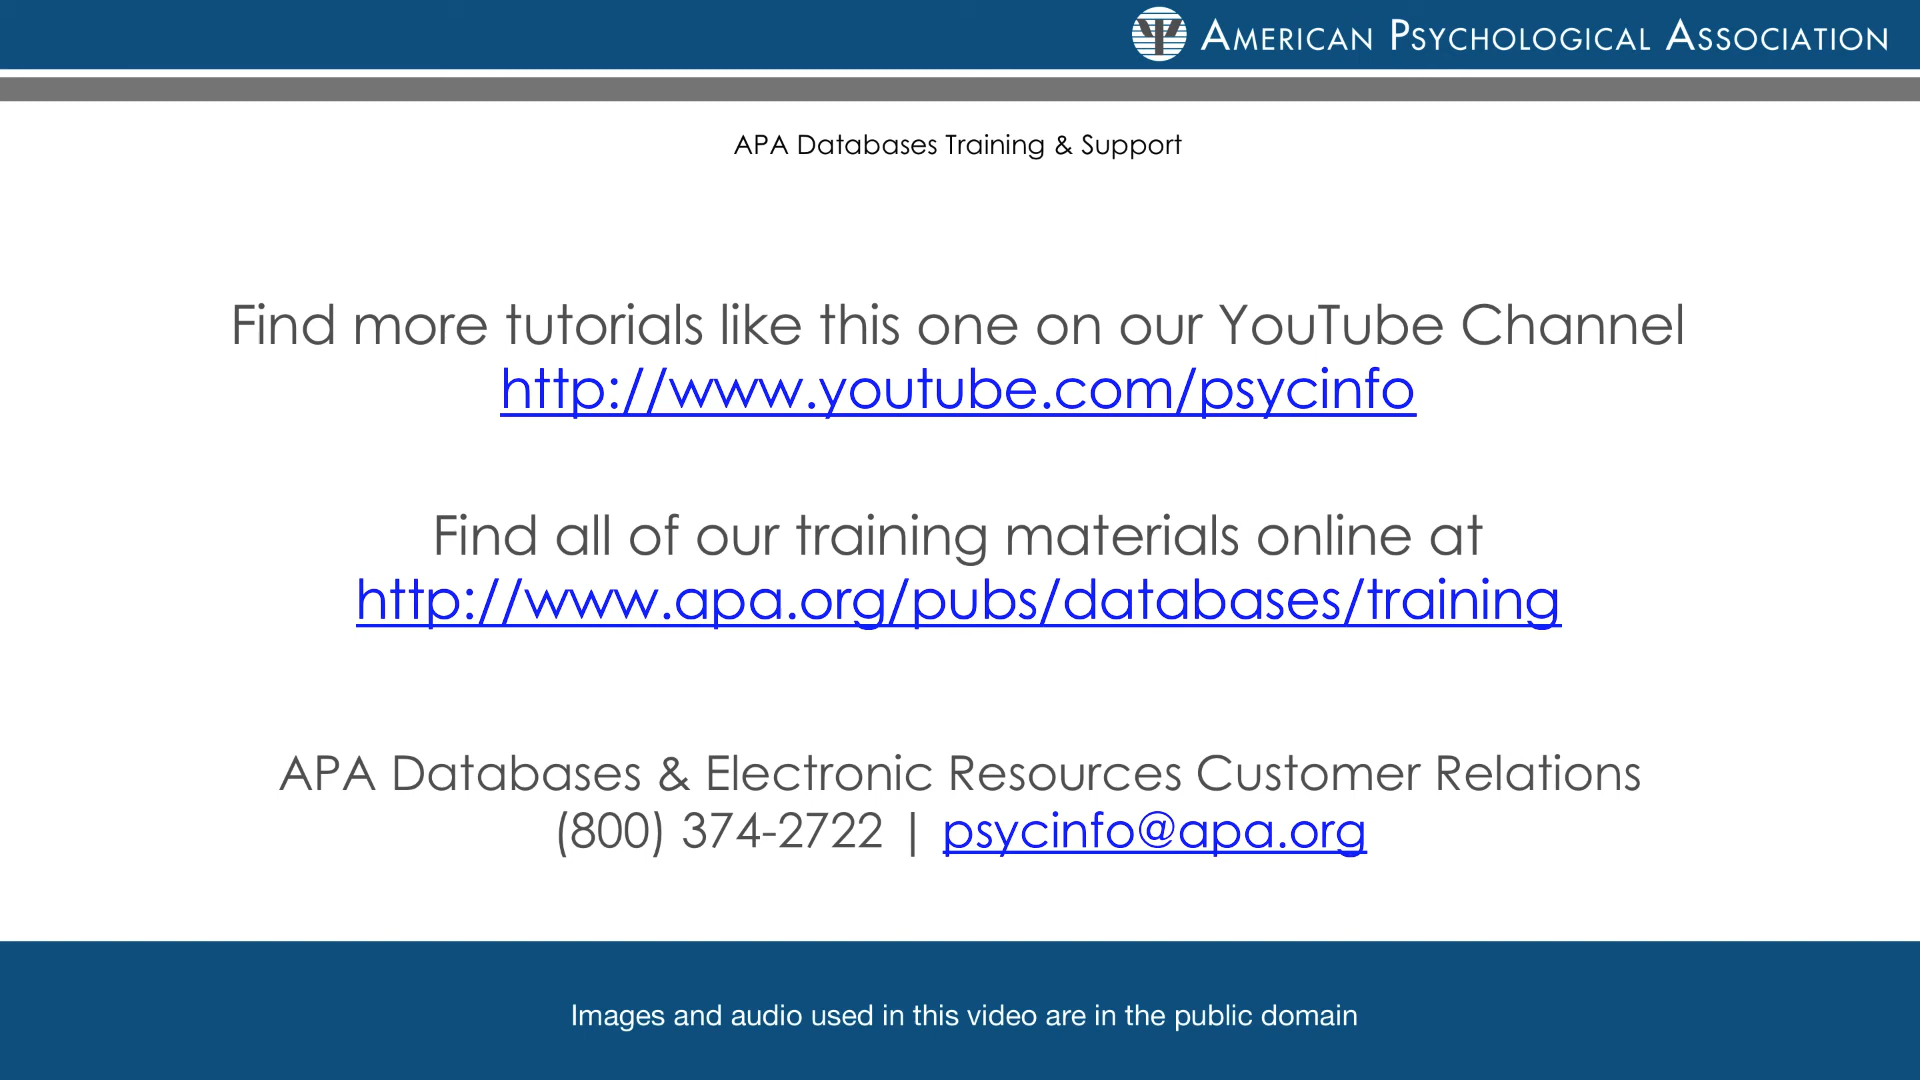 AMERICAN PSYCHOLOGICAL ASSOCIATION
APA Databases Training & Support
Find more tutorials like this one on our YouTube Channel
http://www.youtube.com/psycinfo
Find all of our training materials online at
http://www.apa.org/pubs/databases/training
APA Databases & Electronic Resources Customer Relations
(800) 374-2722 | psycinfo@apa.org
Images and audio used in this video are in the public domain